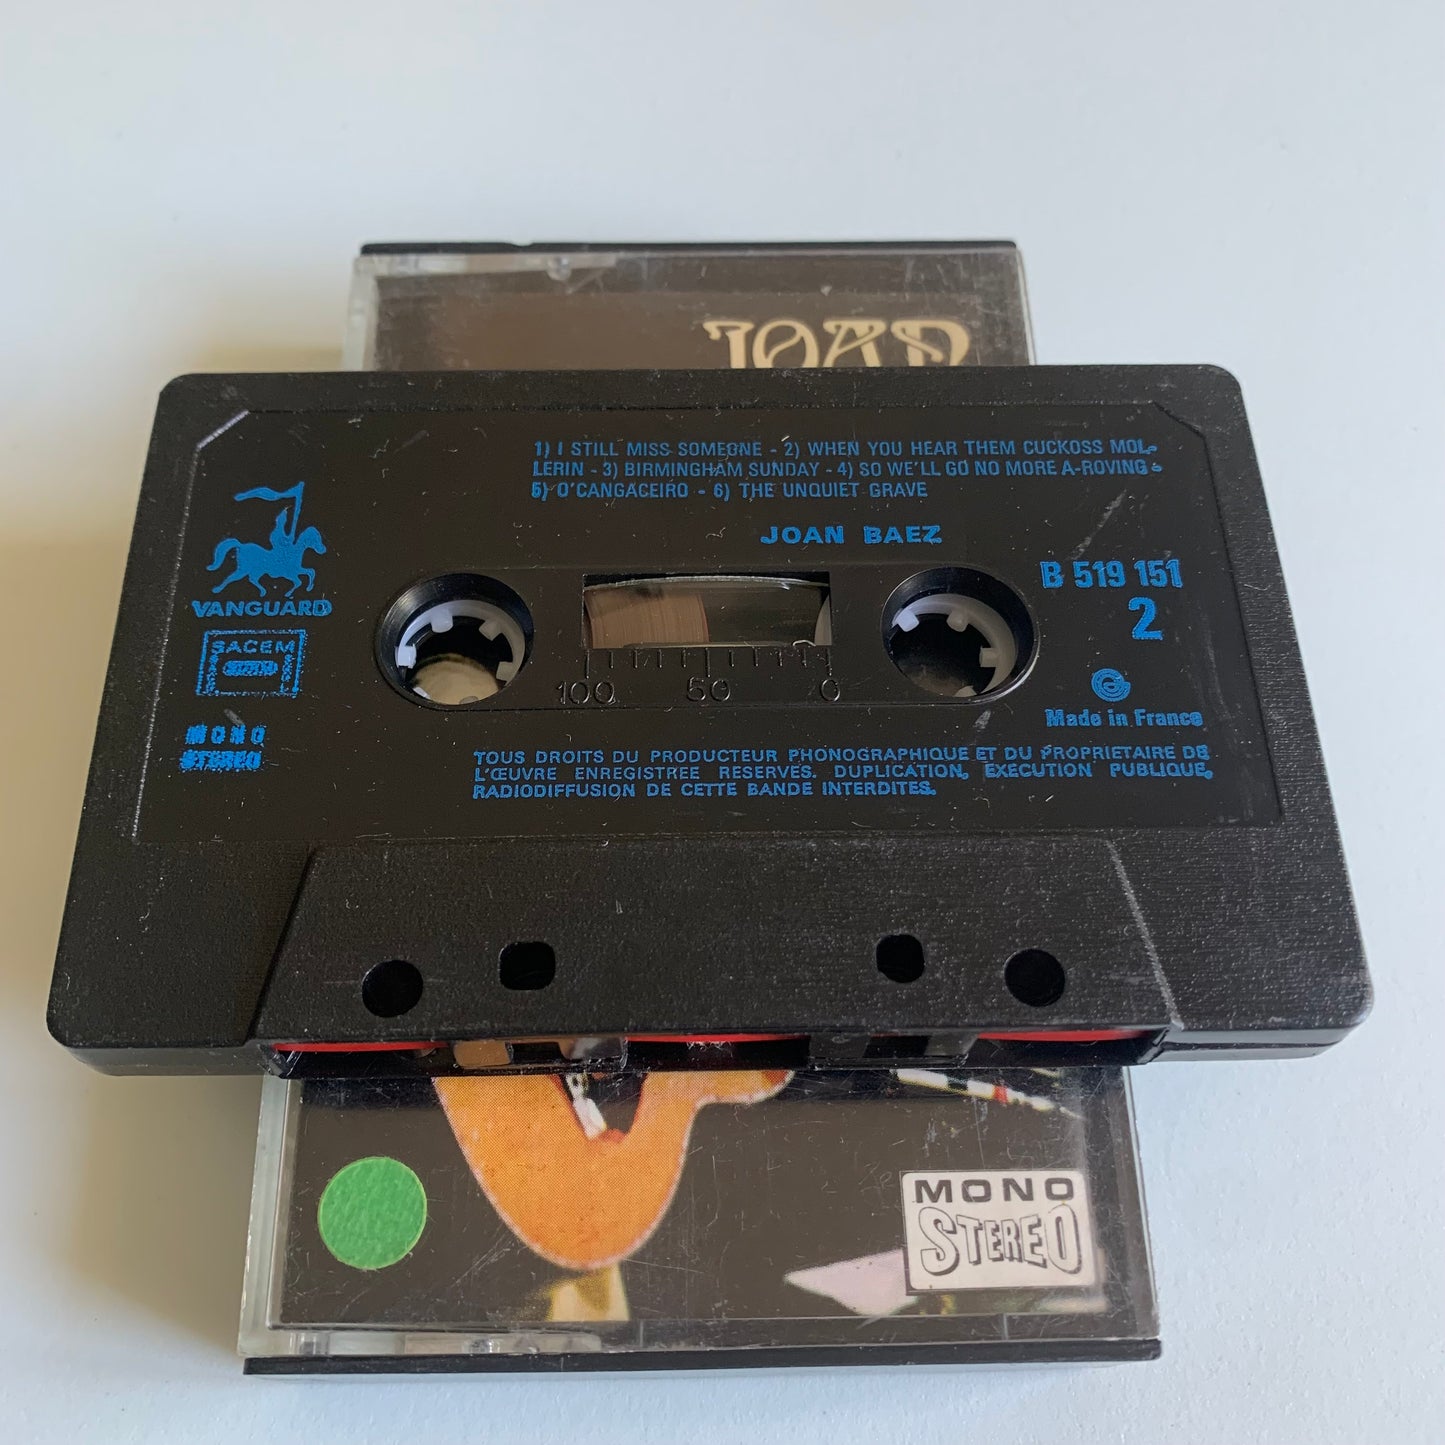 JOAN
1) I STILL MISS SOMEONE - 2) WHEN YOU HEAR THEM CUCKOSS MOL-
LERIN - 3) BIRMINGHAM SUNDAY - 4) SO WE'LL GO NO MORE A-ROVING -
5) O'CANGACEIRO - 6) THE UNQUIET GRAVE
JOAN BAEZ
VANGUARD
B 519 151
2
SACEM
MONO
STEREO
100 50 0
Made in France
TOUS DROITS DU PRODUCTEUR PHONOGRAPHIQUE ET DU PROPRIETAIRE DE
L'ŒUVRE ENREGISTREE RESERVES. DUPLICATION, EXECUTION PUBLIQUE,
RADIODIFFUSION DE CETTE BANDE INTERDITES.
MONO
STEREO